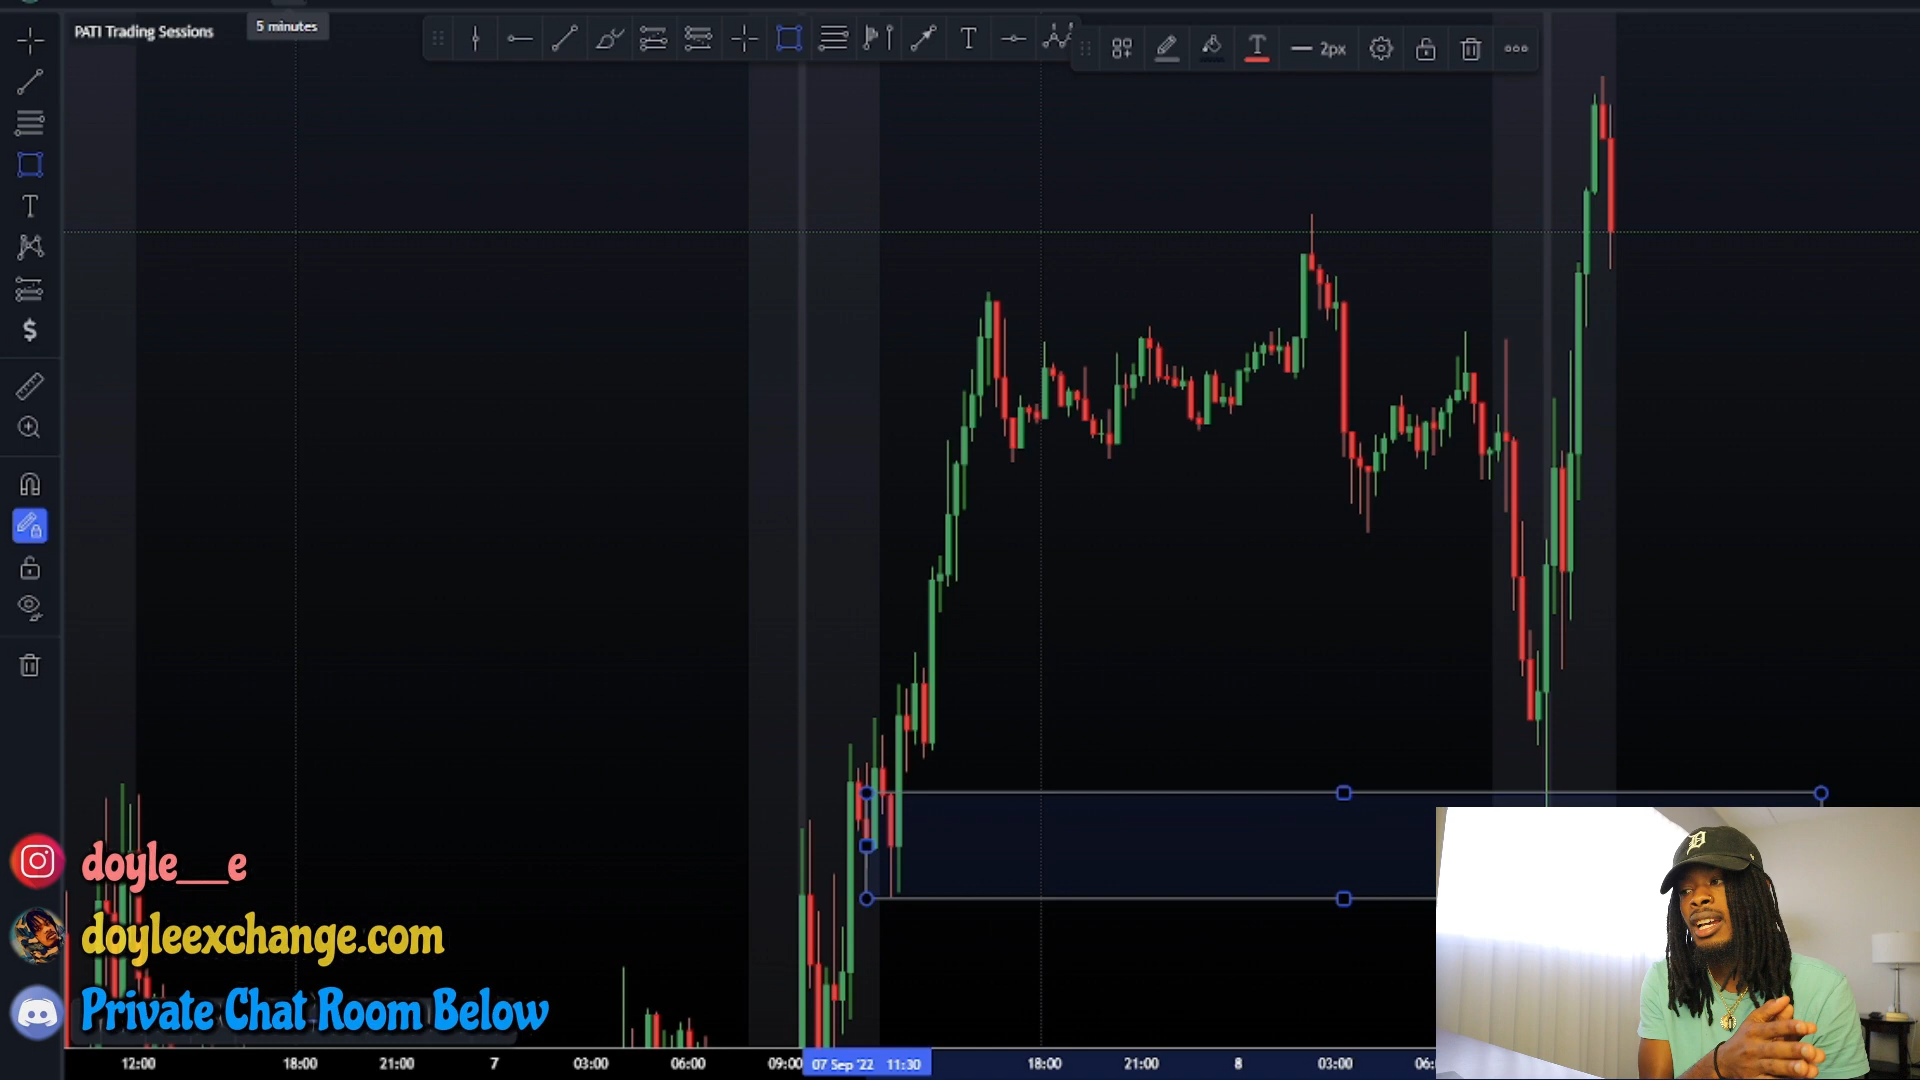 PATI Trading Sessions
5 minutes
T
T
2px
T
$
D
doyle__e
doyleexchange.com
Private Chat Room Below
12:00 18:00 21:00 7 03:00 06:00 09:00 07 Sep '22 11:30 18:00 21:00 8 03:00